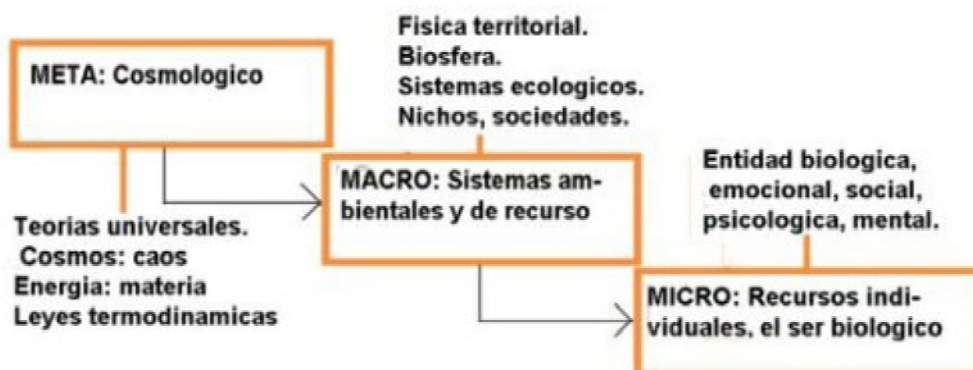 META: Cosmologico
Teorias universales.
Cosmos: caos
Energia: materia
Leyes termodinamicas
Fisica territorial.
Biosfera.
Sistemas ecologicos.
Nichos, sociedades.
MACRO: Sistemas am-
bientales y de recurso
Entidad biologica,
emocional, social,
psicologica, mental.
MICRO: Recursos indi-
viduales. el ser biologico